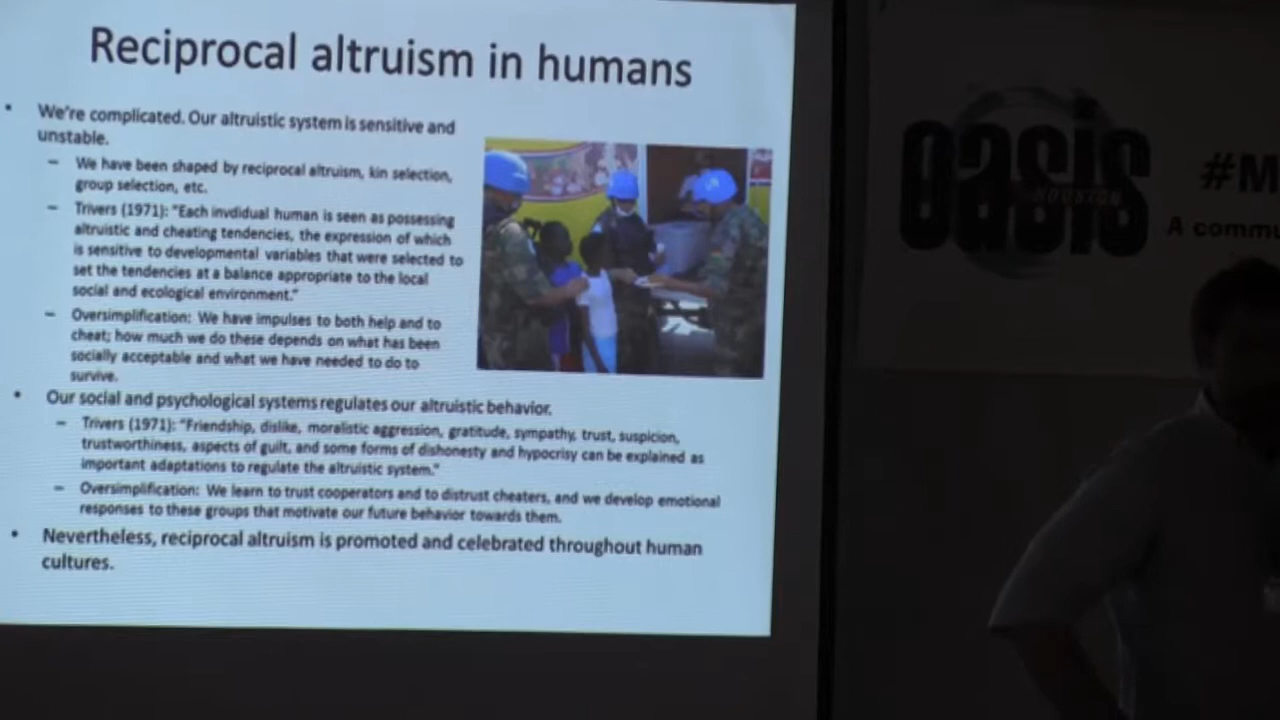 Reciprocal altruism in humans
• We're complicated. Our altruistic system is sensitive and
unstable.
– We have been shaped by reciprocal altruism, kin selection,
group selection, etc.
– Trivers (1971): "Each invdidual human is seen as possessing
altruistic and cheating tendencies, the expression of which
is sensitive to developmental variables that were selected to
set the tendencies at a balance appropriate to the local
social and ecological environment."
– Oversimplification: We have impulses to both help and to
cheat; how much we do these depends on what has been
socially acceptable and what we have needed to do to
survive.
• Our social and psychological systems regulates our altruistic behavior.
– Trivers (1971): "Friendship, dislike, moralistic aggression, gratitude, sympathy, trust, suspicion,
trustworthiness, aspects of guilt, and some forms of dishonesty and hypocrisy can be explained as
important adaptations to regulate the altruistic system."
– Oversimplification: We learn to trust cooperators and to distrust cheaters, and we develop emotional
responses to these groups that motivate our future behavior towards them.
• Nevertheless, reciprocal altruism is promoted and celebrated throughout human
cultures.
oasis
HOUSTON
#M
A commu